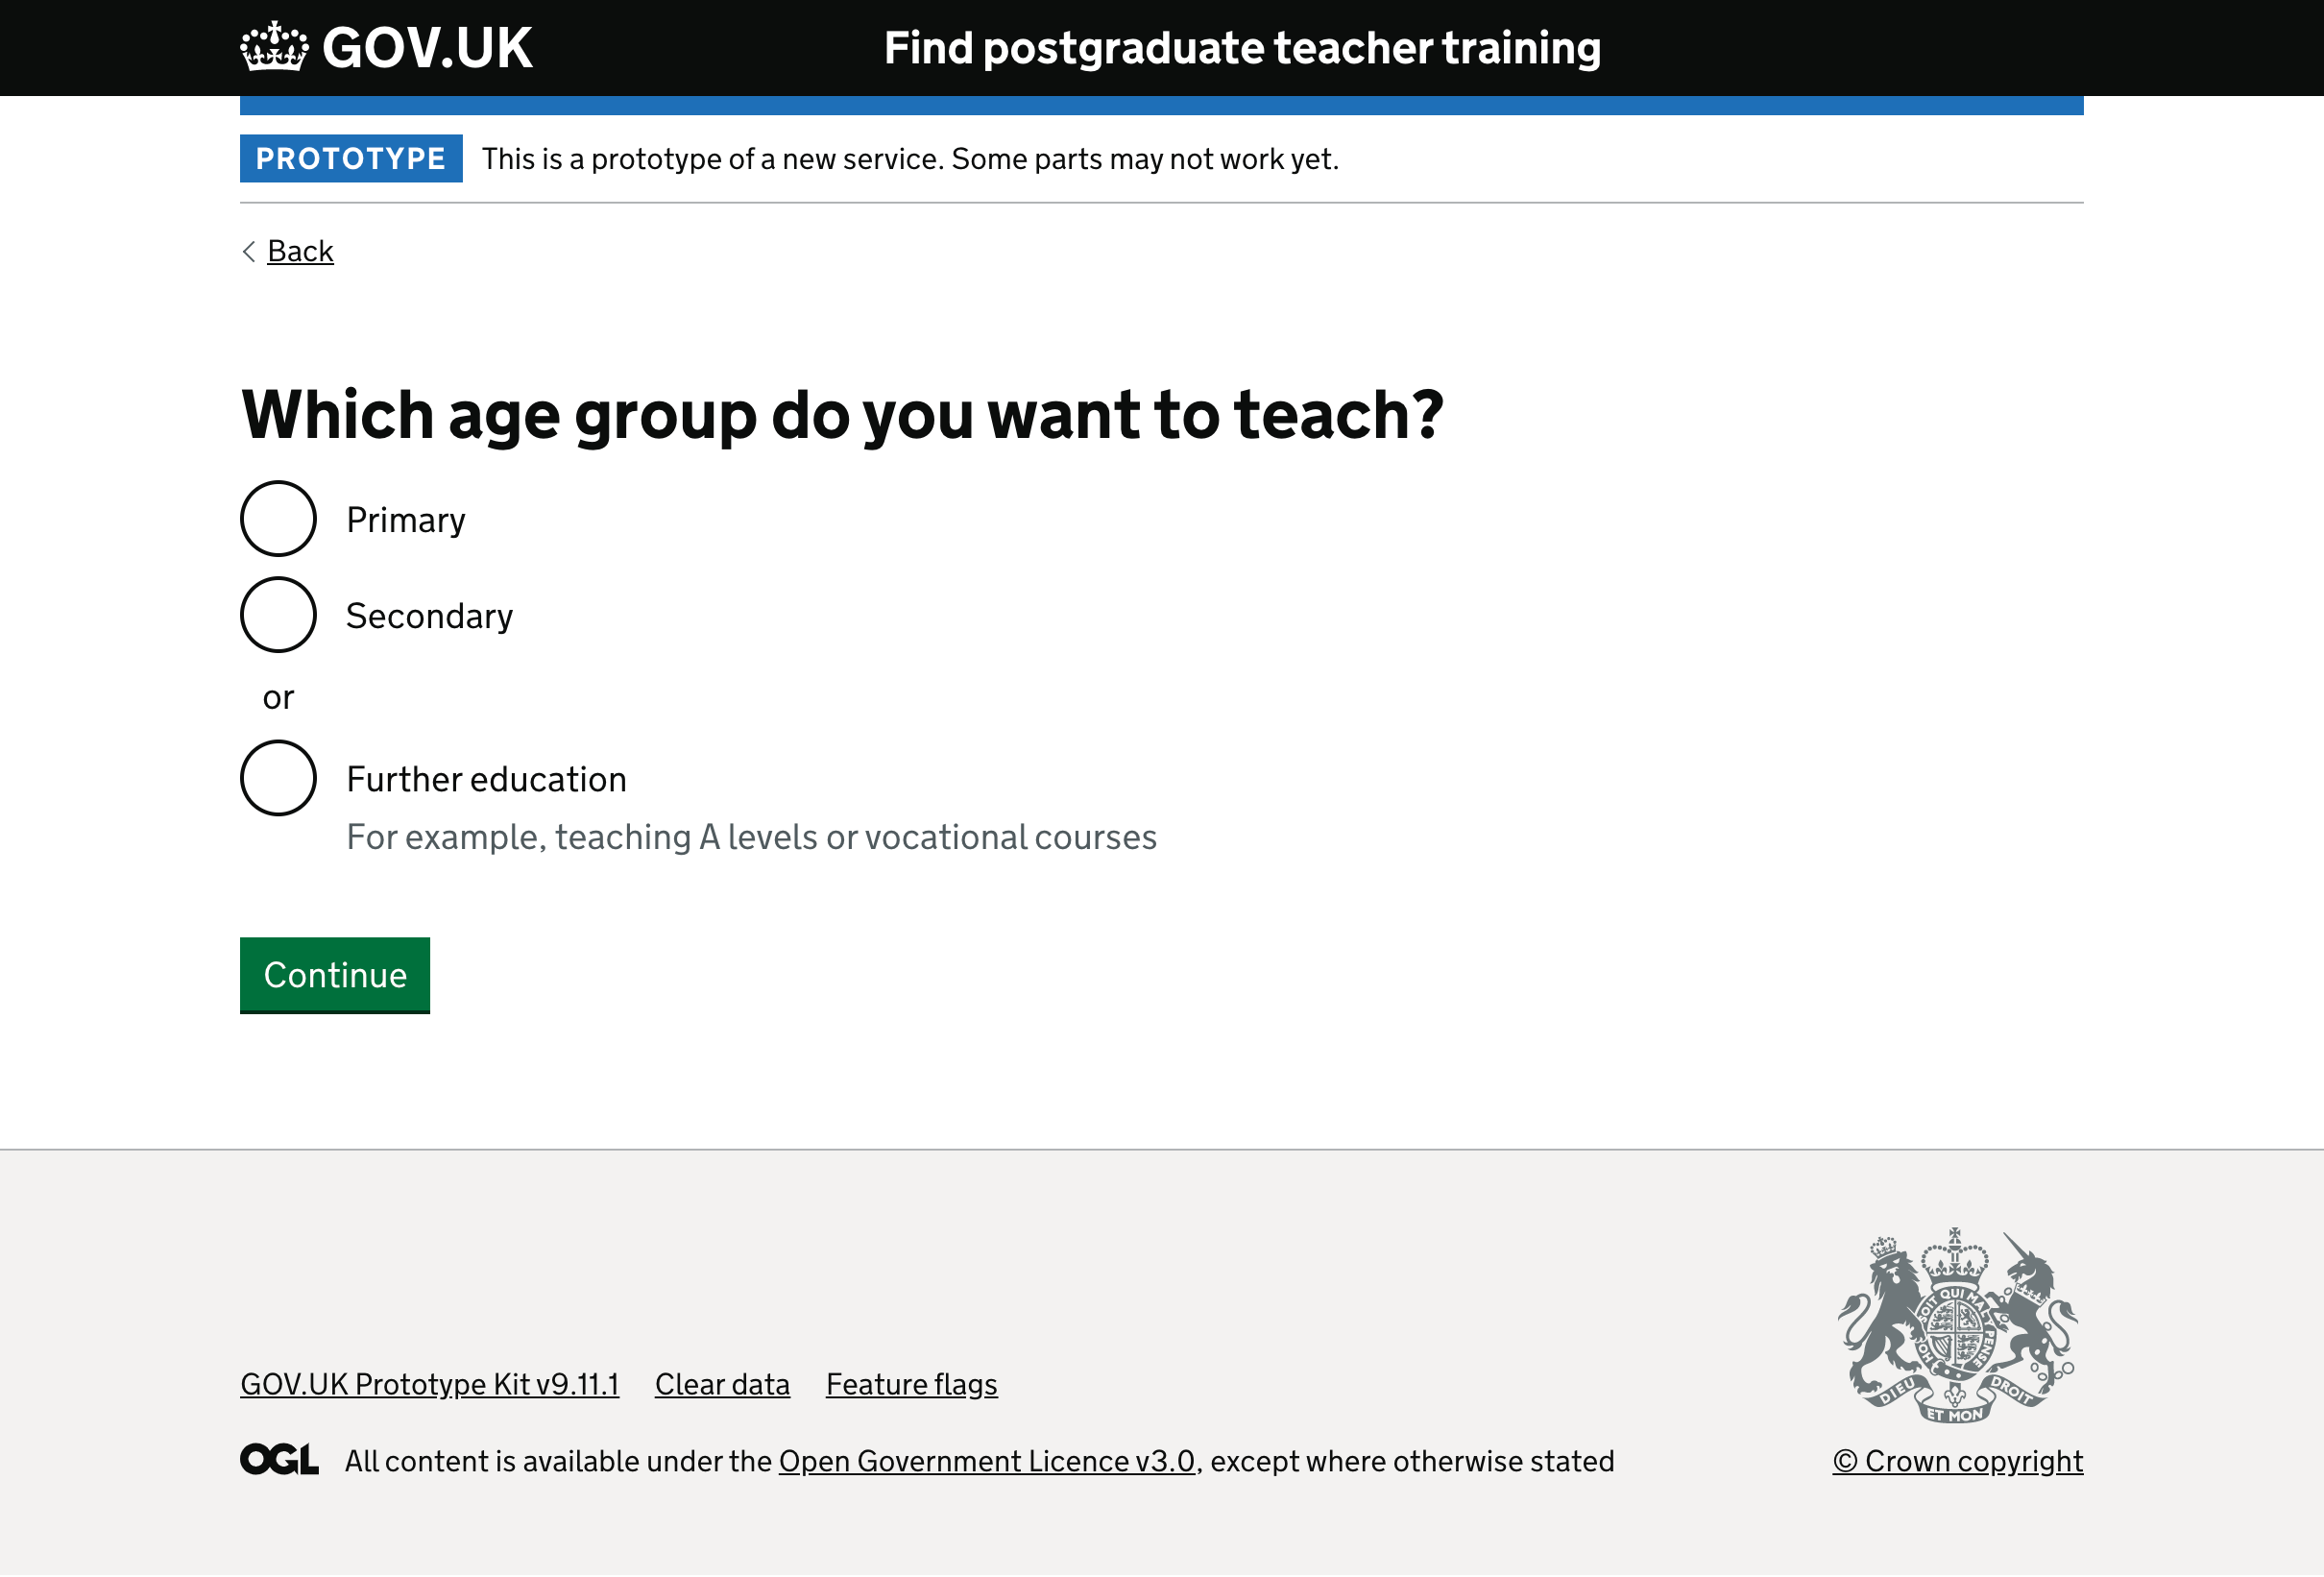 GOV.UK
Find postgraduate teacher training
PROTOTYPE This is a prototype of a new service. Some parts may not work yet.
Back
Which age group do you want to teach?
Primary
Secondary
or
Further education
For example, teaching A levels or vocational courses
Continue
GOV.UK Prototype Kit v9.11.1 Clear data Feature flags
OGL All content is available under the Open Government Licence v3.0, except where otherwise stated
HONI SOIT QUI MAL Y PENSE
DIEU ET MON DROIT
© Crown copyright